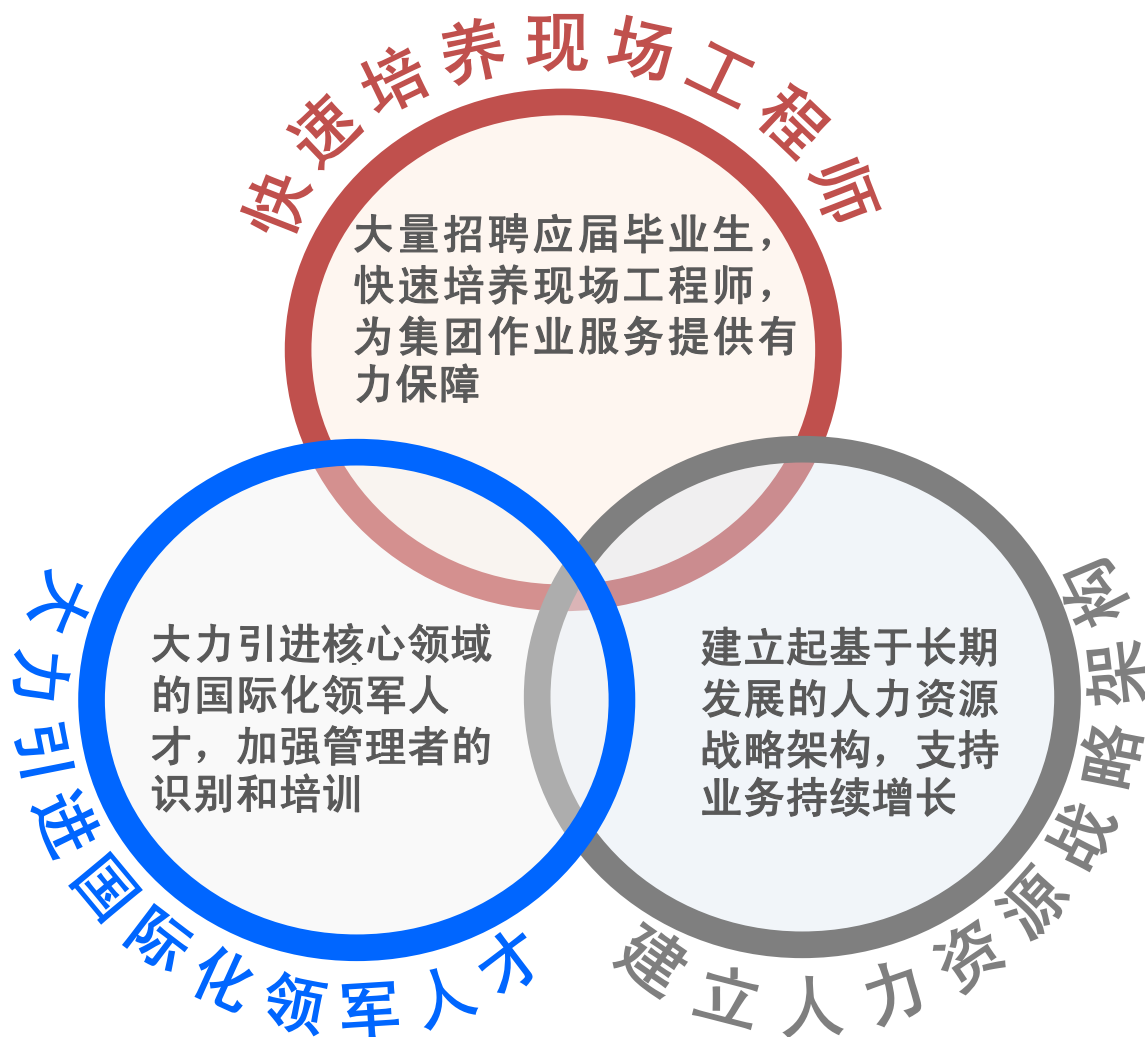 快速培养现场工程师
大量招聘应届毕业生，
快速培养现场工程师，
为集团作业服务提供有
力保障
大力引进国际化领军人才
大力引进核心领域
的国际化领军人
才，加强管理者的
识别和培训
建立人力资源战略架构
建立起基于长期
发展的人力资源
战略架构，支持
业务持续增长